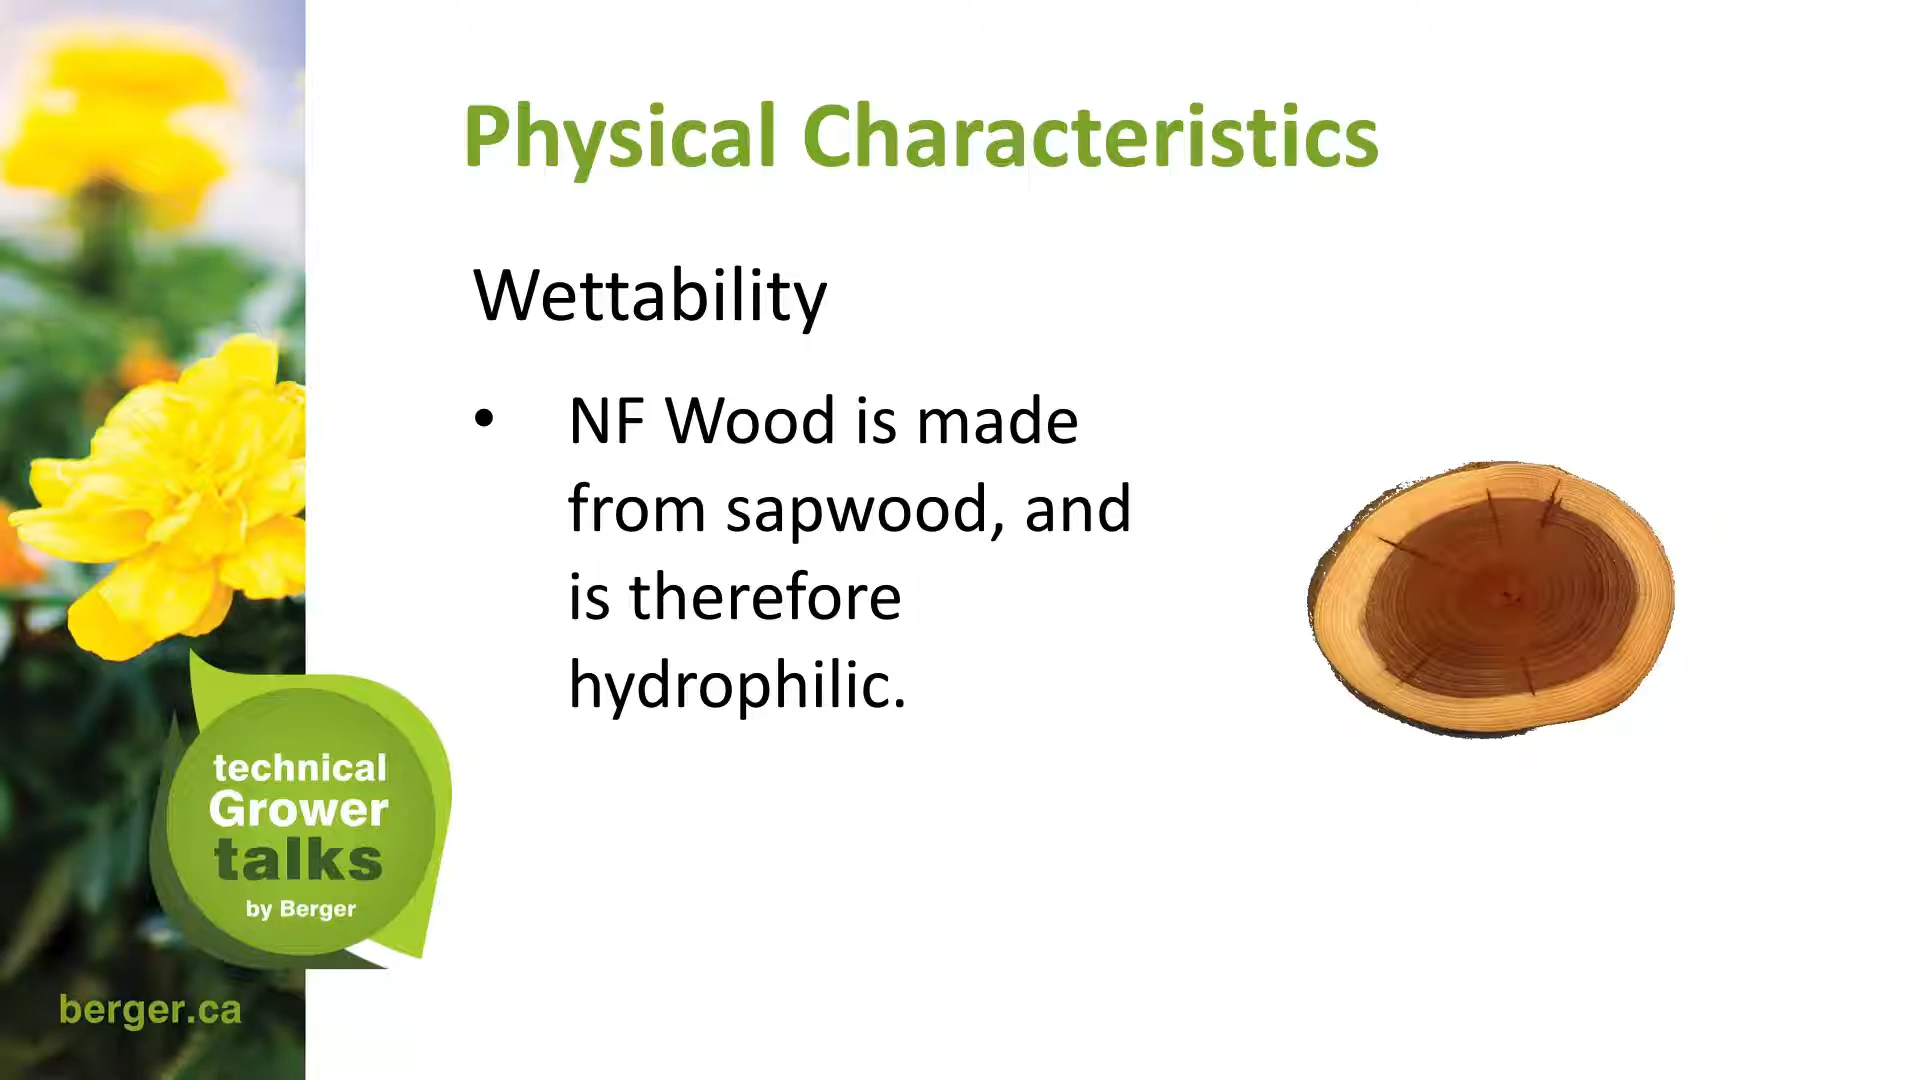 Physical Characteristics
Wettability
• NF Wood is made
from sapwood, and
is therefore
hydrophilic.
technical
Grower
talks
by Berger
berger.ca